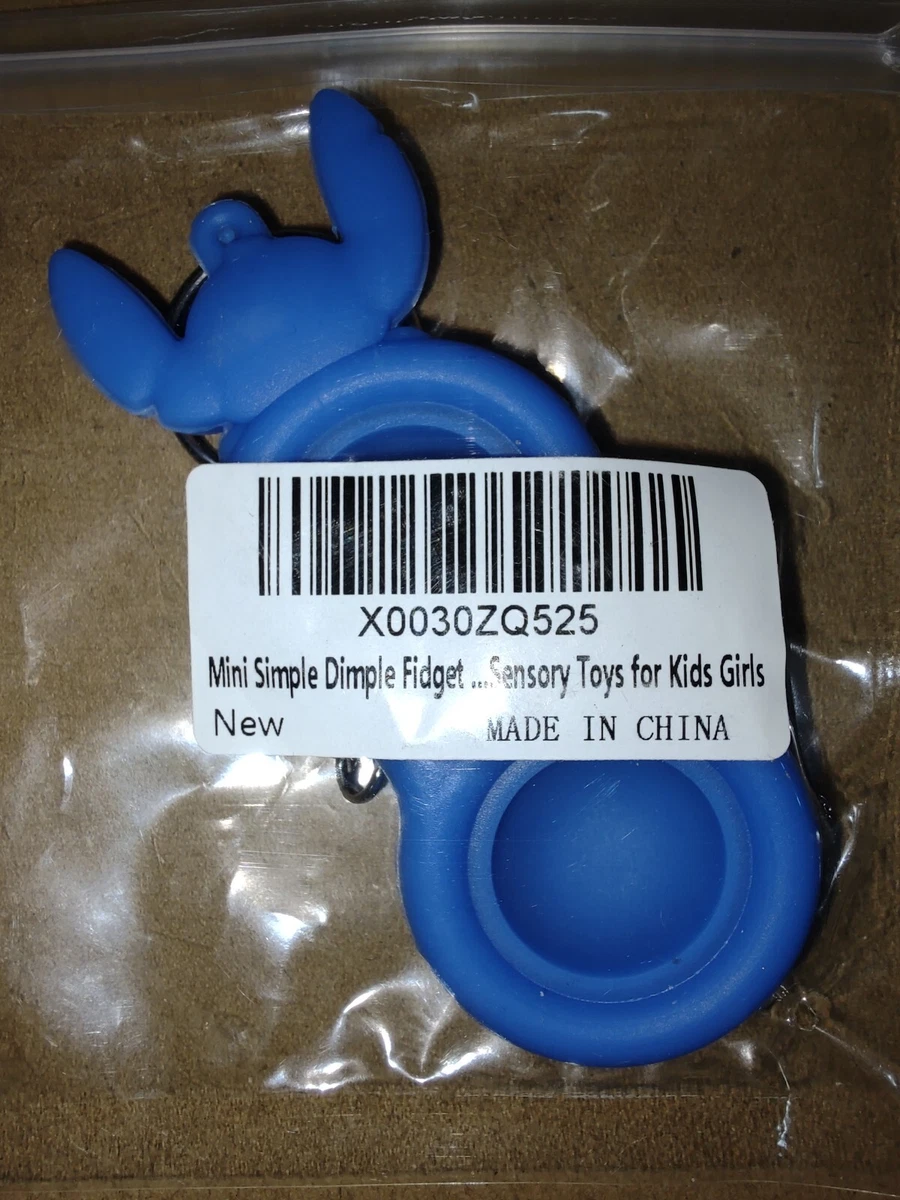 X0030ZQ525
Mini Simple Dimple Fidget ...Sensory Toys for Kids Girls
New MADE IN CHINA